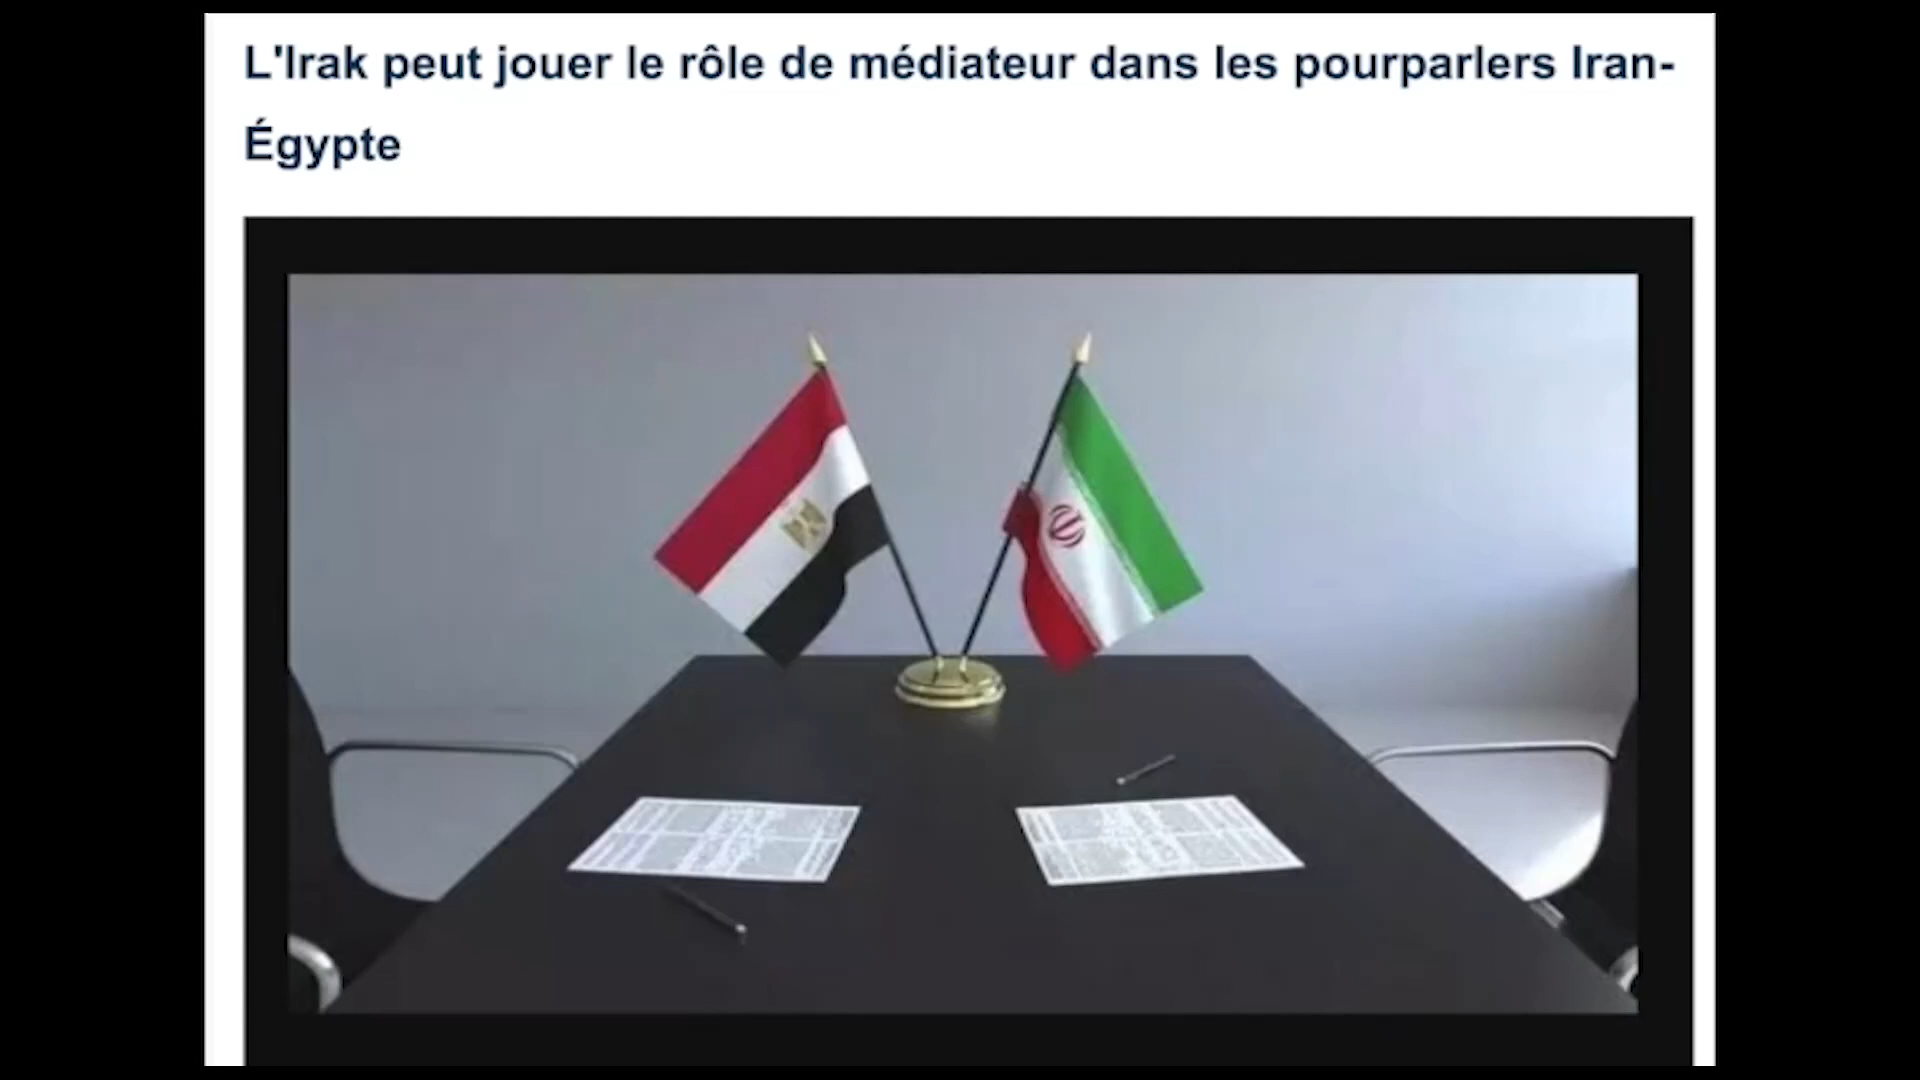 L'Irak peut jouer le rôle de médiateur dans les pourparlers Iran-
Égypte